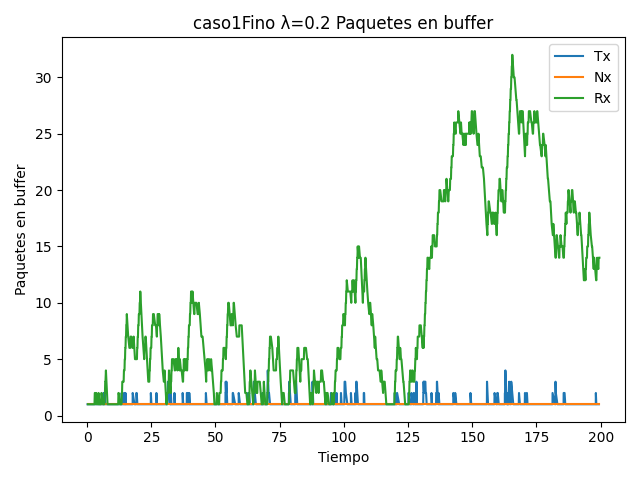 caso1Fino λ=0.2 Paquetes en buffer
Tx
Nx
Rx
Paquetes en buffer
30
25
20
15
10
5
0
0 25 50 75 100 125 150 175 200
Tiempo